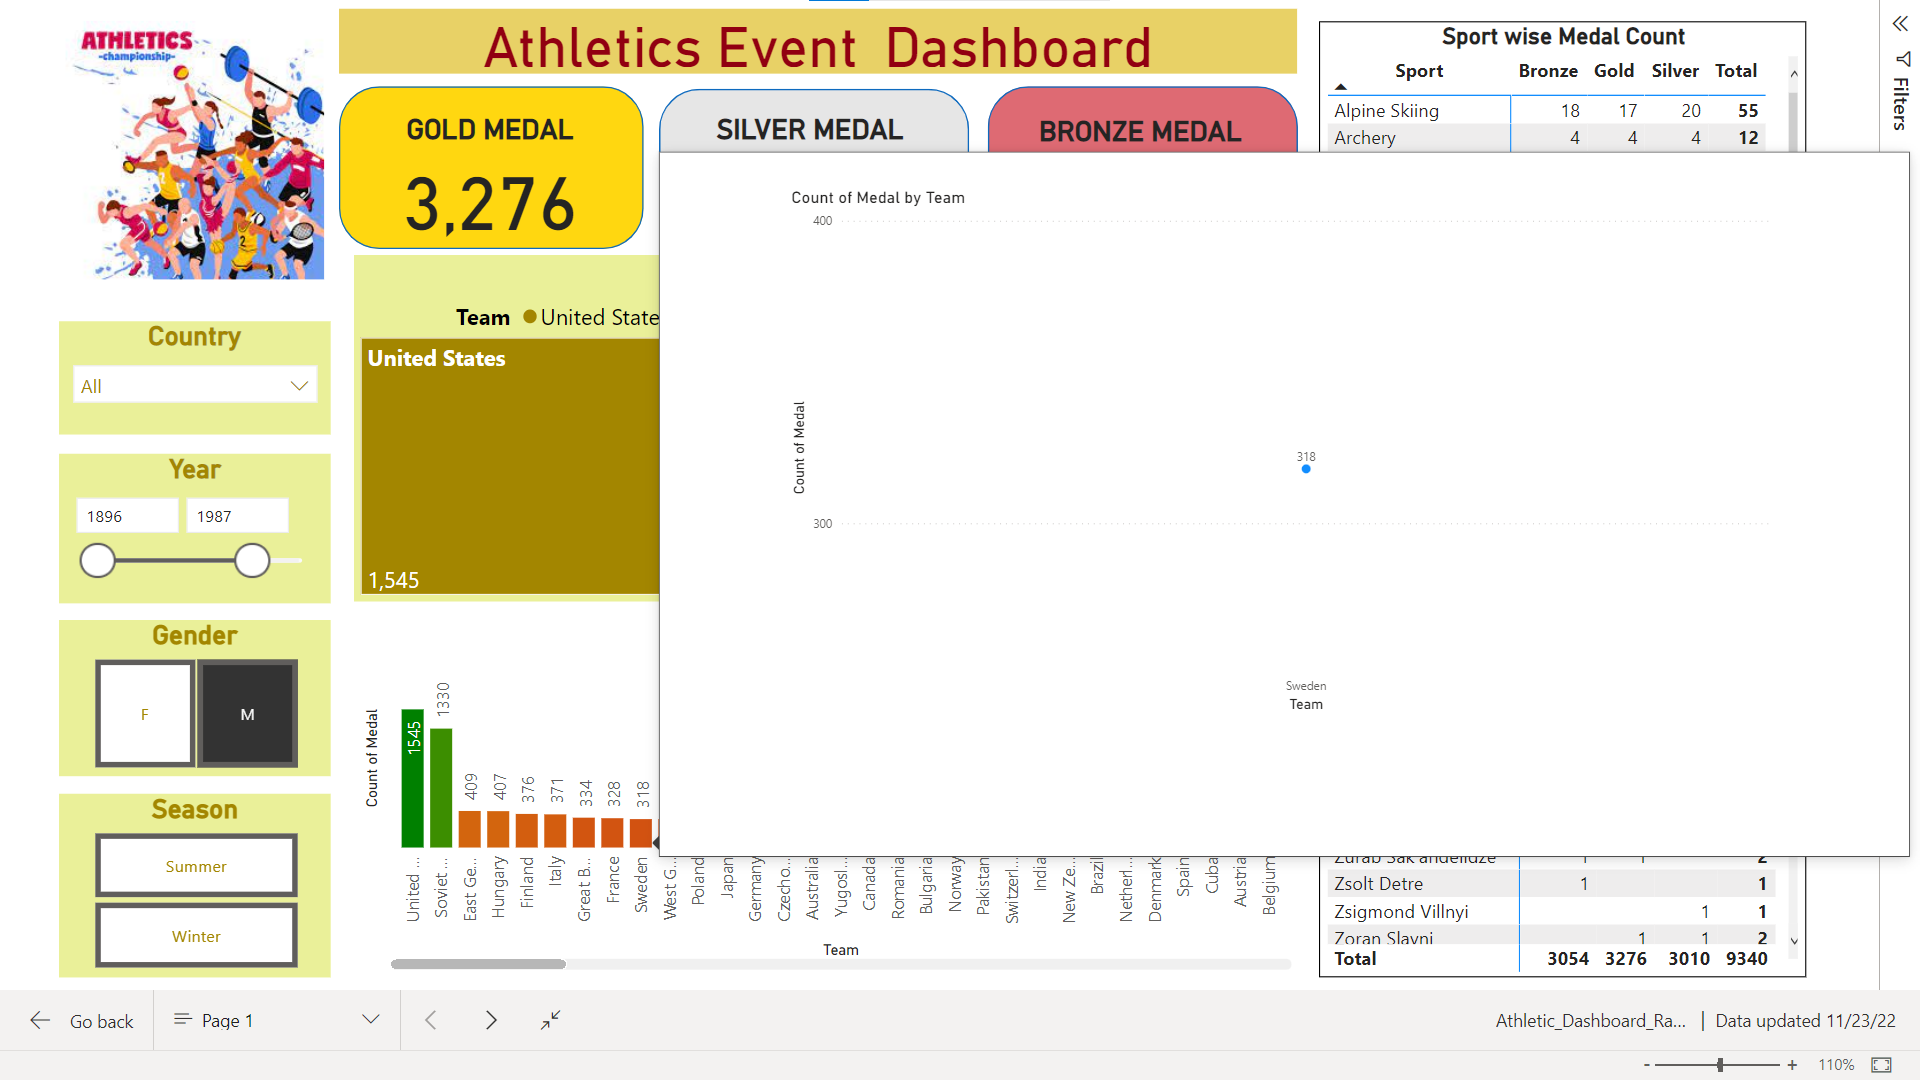 ATHLETICS
-championship-
Athletics Event Dashboard
Sport wise Medal Count
Sport Bronze Gold Silver Total
Alpine Skiing 18 17 20 55
Archery 4 4 4 12
Filters
GOLD MEDAL
3,276
SILVER MEDAL
BRONZE MEDAL
Country
All
Year
1896 1987
Gender
F M
Season
Summer
Winter
Team United State
United States
1,545
Count of Medal by Team
400
300
Count of Medal
318
Sweden
Team
Count of Medal
1545 1330 409 407 376 371 334 328 318
United ... Soviet ... East Ge... Hungary Finland Italy Great B... France Sweden West G... Poland Japan Germany Czecho... Australia Yugosl... Canada Romania Bulgaria Norway Pakistan Switzerl... India New Ze... Brazil Netherl... Denmark Spain Cuba Austria Belgium
Team
Zsolt Detre 1 1
Zsigmond Villnyi 1 1
Zoran Slavni 1 1 2
Total 3054 3276 3010 9340
Go back
Page 1
Athletic_Dashboard_Ra... | Data updated 11/23/22
- + 110%